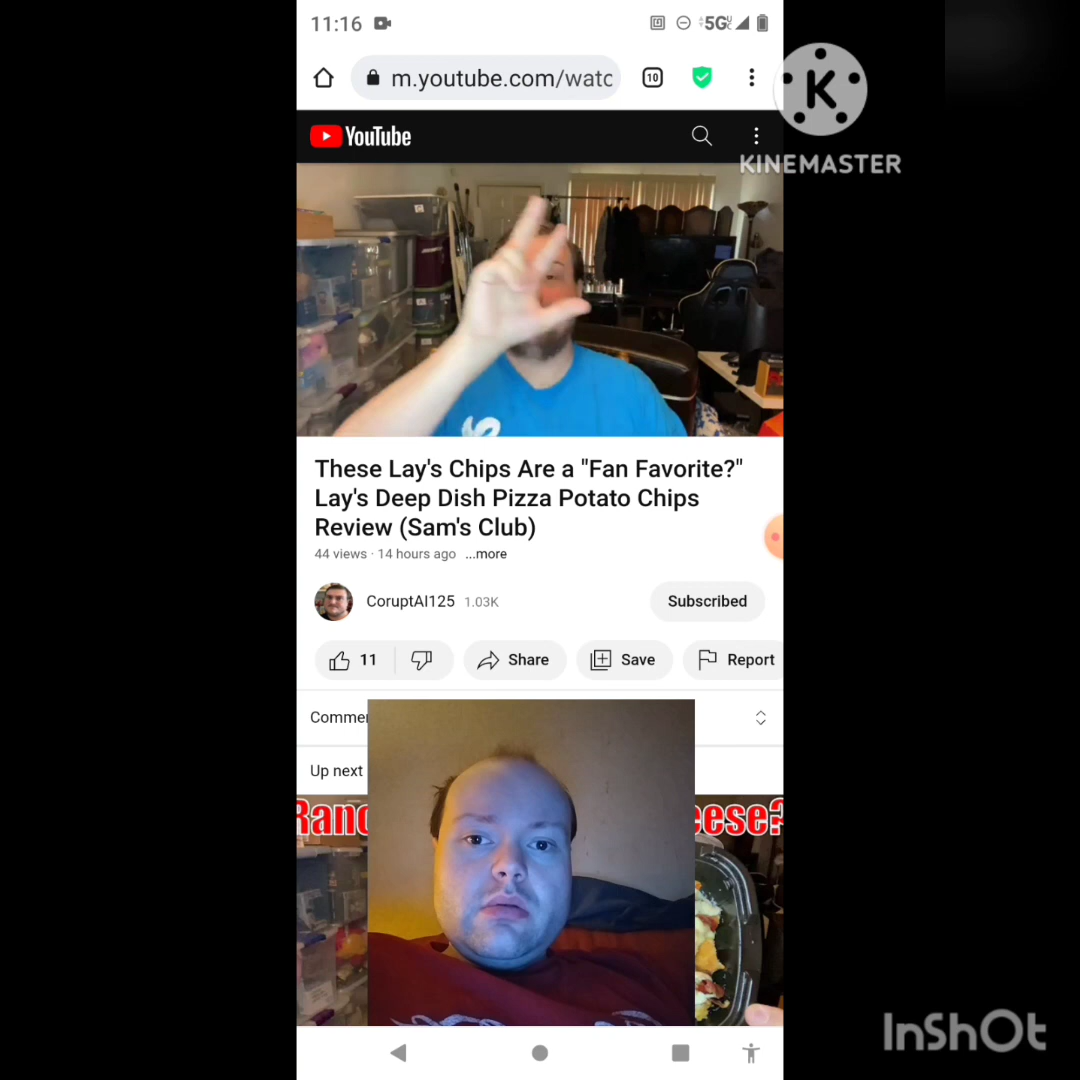 11:16
5G
m.youtube.com/watc
10
K
KINEMASTER
YouTube
These Lay's Chips Are a "Fan Favorite?"
Lay's Deep Dish Pizza Potato Chips
Review (Sam's Club)
44 views · 14 hours ago ...more
CoruptAI125 1.03K
Subscribed
11
Share
Save
Report
Comme
Up next
Ranc
eese?
InShOt